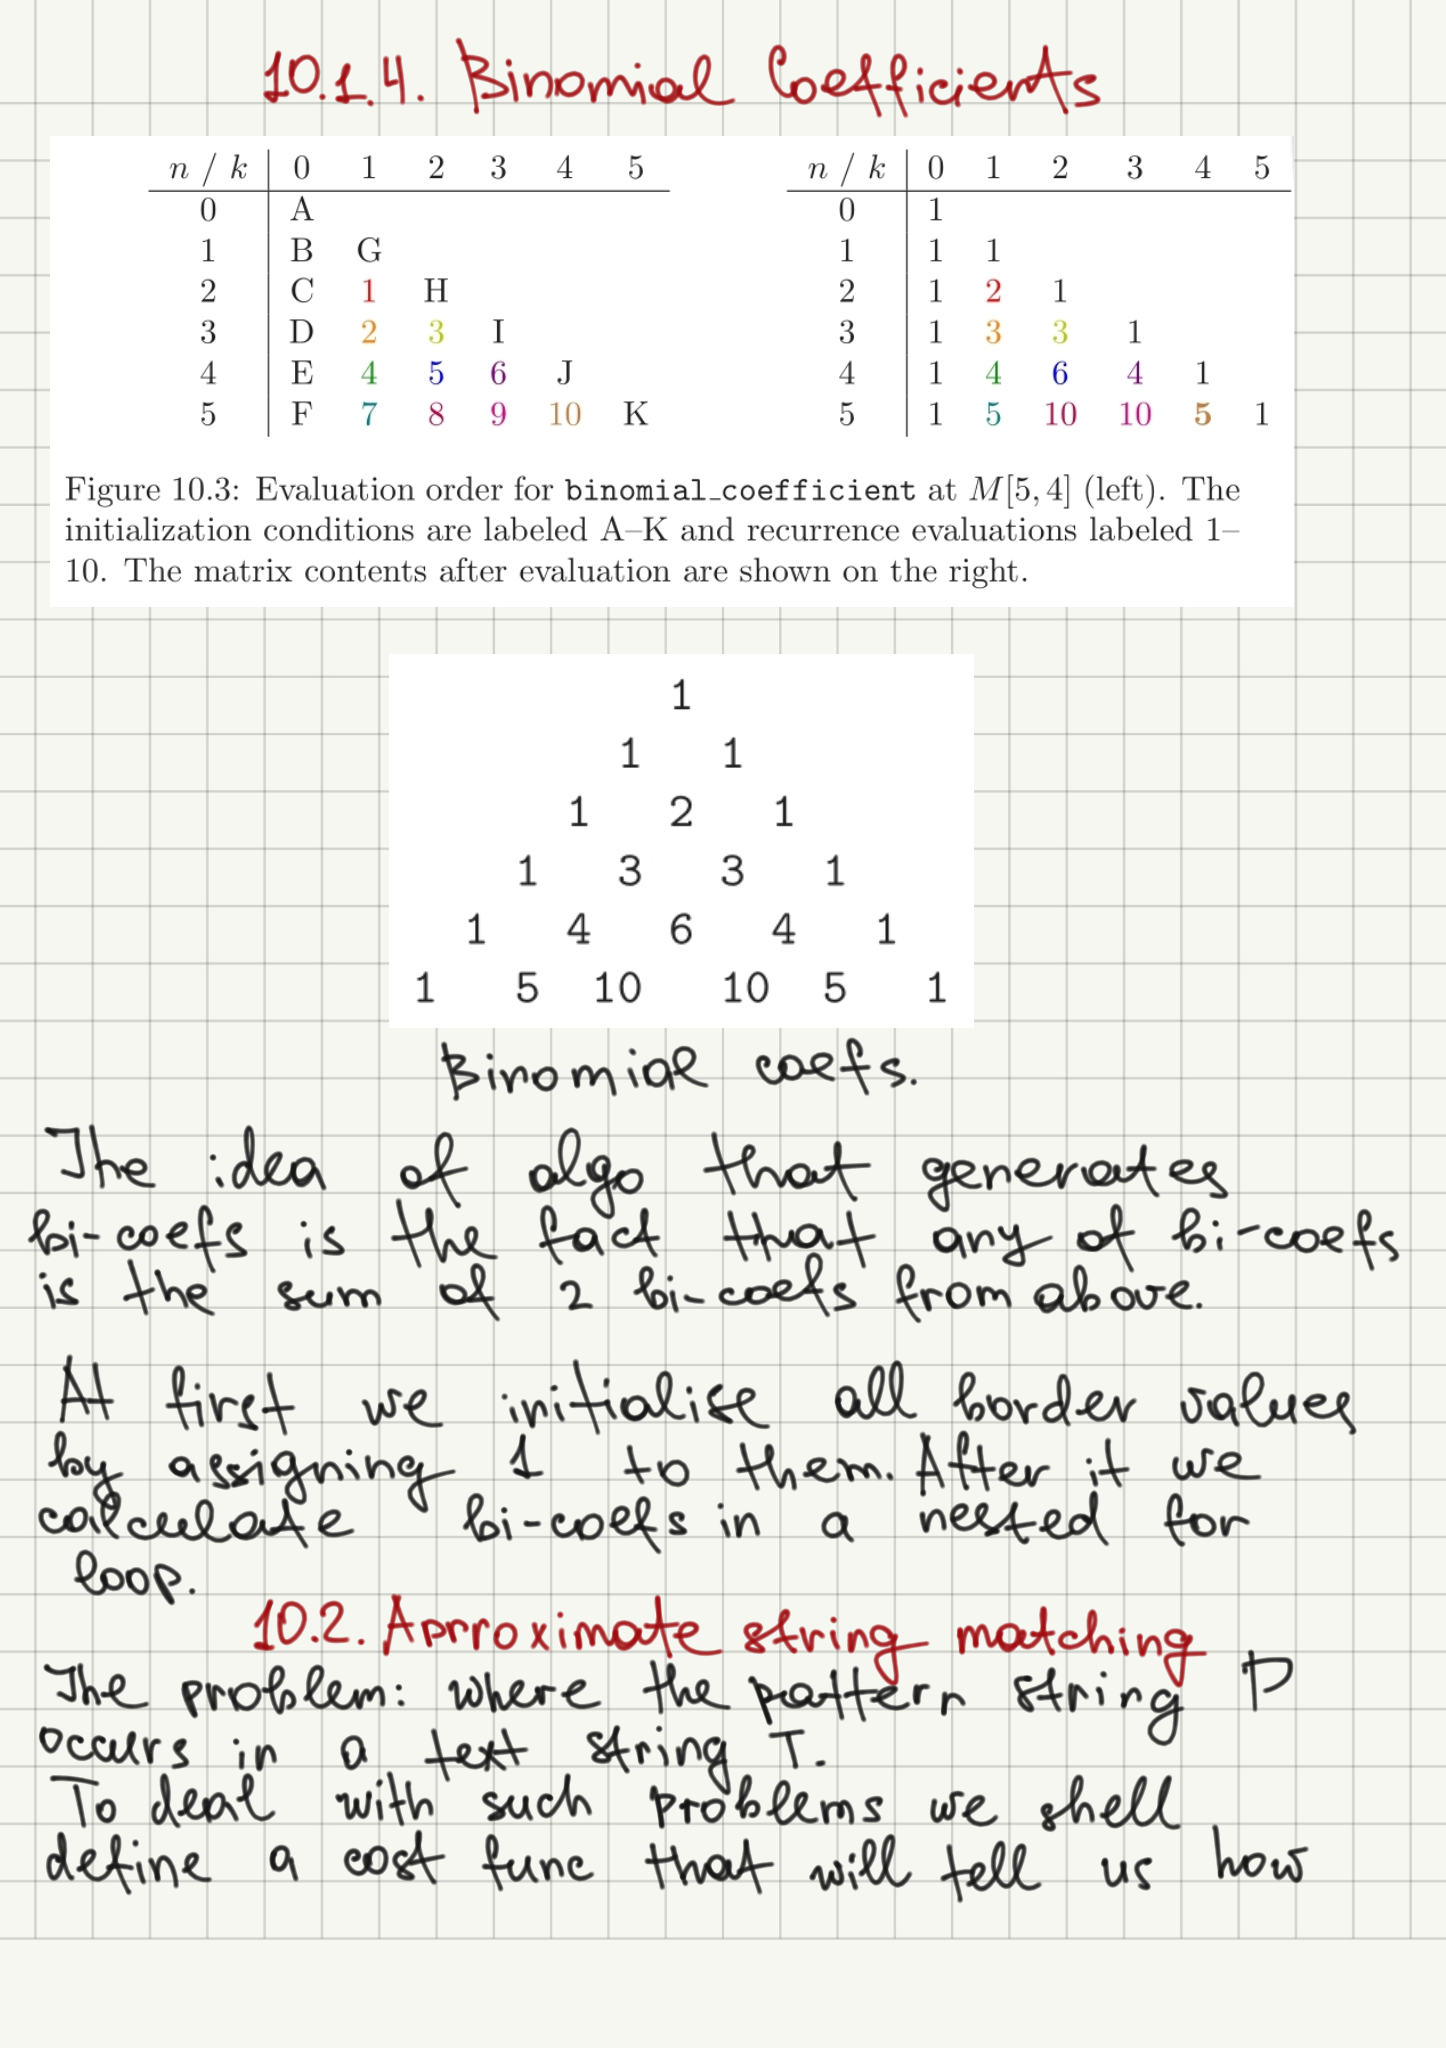 10.1.4. Binomial Coefficients
n / k 0 1 2 3 4 5
0 A
1 B G
2 C 1 H
3 D 2 3 I
4 E 4 5 6 J
5 F 7 8 9 10 K
n / k 0 1 2 3 4 5
0 1
1 1 1
2 1 2 1
3 1 3 3 1
4 1 4 6 4 1
5 1 5 10 10 5 1
Figure 10.3: Evaluation order for binomial_coefficient at M[5, 4] (left). The
initialization conditions are labeled A–K and recurrence evaluations labeled 1–
10. The matrix contents after evaluation are shown on the right.
1
1 1
1 2 1
1 3 3 1
1 4 6 4 1
1 5 10 10 5 1
Binomial coefs.
The idea of algo that generates
bi-coefs is the fact that any of bi-coefs
is the sum of 2 bi-coefs from above.
At first we initialise all border values
by assigning 1 to them. After it we
calculate bi-coefs in a nested for
loop.
10.2. Approximate string matching
The problem: where the pattern string P
occurs in a text string T.
To deal with such problems we shell
define a cost func that will tell us how